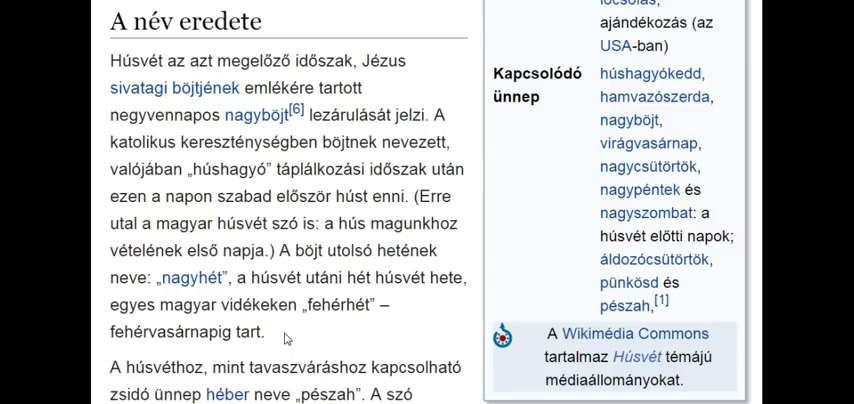 A név eredete
Húsvét az azt megelőző időszak, Jézus
sivatagi böjtjének emlékére tartott
negyvennapos nagyböjt[6] lezárulását jelzi. A
katolikus kereszténységben böjtnek nevezett,
valójában „húshagyó” táplálkozási időszak után
ezen a napon szabad először húst enni. (Erre
utal a magyar húsvét szó is: a hús magunkhoz
vételének első napja.) A böjt utolsó hetének
neve: „nagyhét”, a húsvét utáni hét húsvét hete,
egyes magyar vidékeken „fehérhét” –
fehérvasárnapig tart.
A húsvéthoz, mint tavaszváráshoz kapcsolható
zsidó ünnep héber neve „pészah”. A szó
locsolás,
ajándékozás (az
USA-ban)
Kapcsolódó
ünnep
húshagyókedd,
hamvazószerda,
nagyböjt,
virágvasárnap,
nagycsütörtök,
nagypéntek és
nagyszombat: a
húsvét előtti napok;
áldozócsütörtök,
pünkösd és
pészah,[1]
A Wikimédia Commons
tartalmaz Húsvét témájú
médiaállományokat.